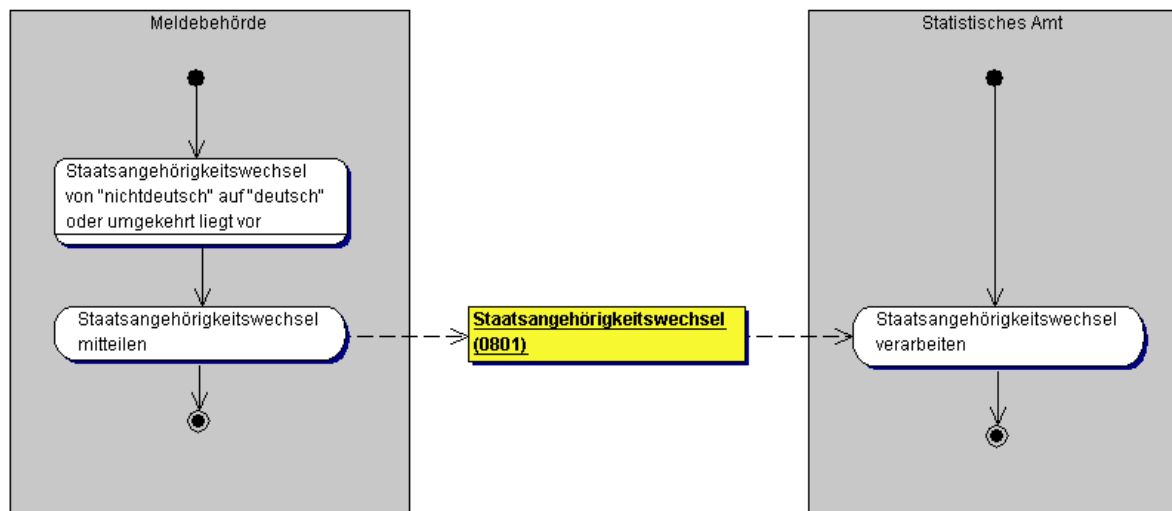 Meldebehörde
Statistisches Amt
Staatsangehörigkeitswechsel
von "nichtdeutsch" auf "deutsch"
oder umgekehrt liegt vor
Staatsangehörigkeitswechsel
mitteilen
Staatsangehörigkeitswechsel
(0801)
Staatsangehörigkeitswechsel
verarbeiten